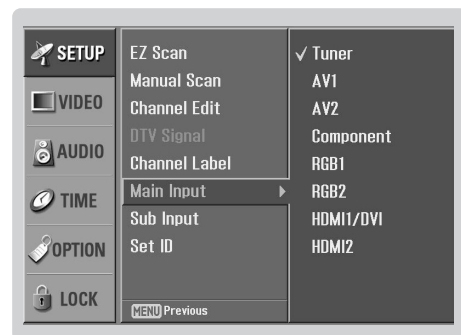 SETUP
VIDEO
AUDIO
TIME
OPTION
LOCK
EZ Scan
Manual Scan
Channel Edit
DTV Signal
Channel Label
Main Input
Sub Input
Set ID
MENU Previous
✓ Tuner
AV1
AV2
Component
RGB1
RGB2
HDMI1/DVI
HDMI2